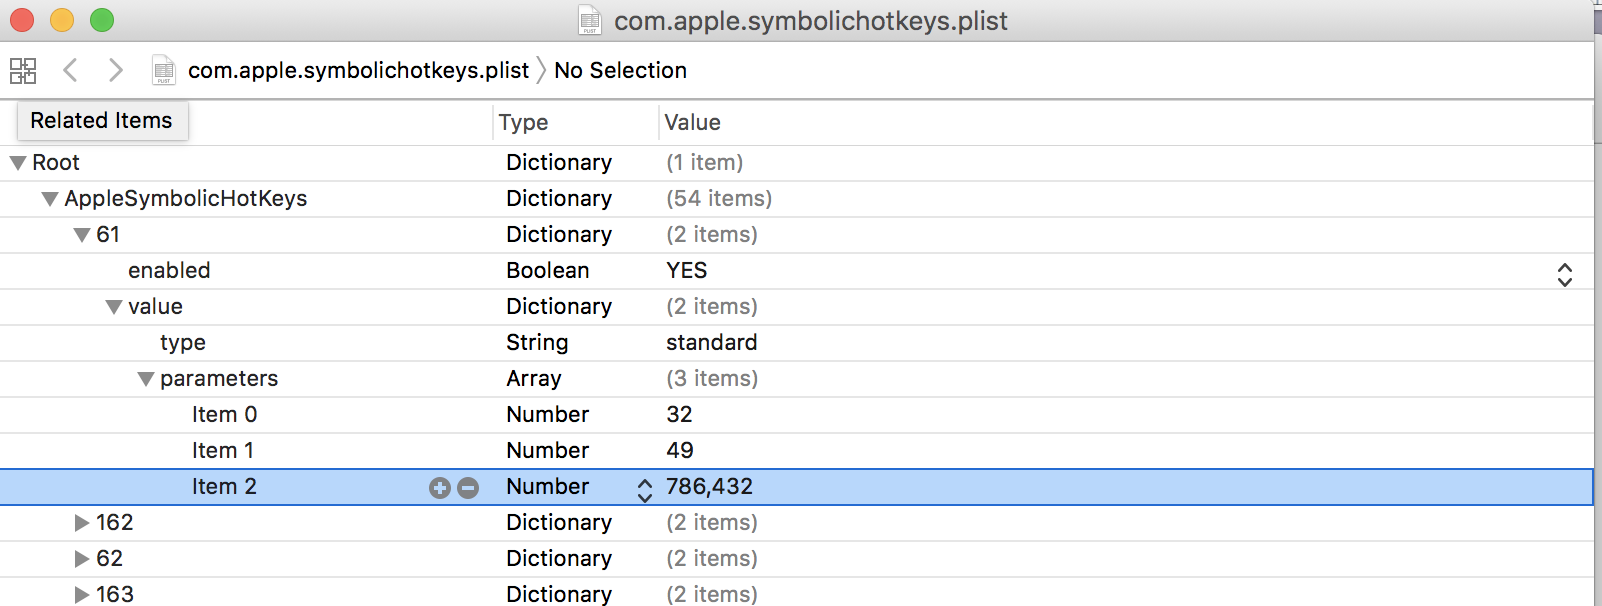 com.apple.symbolichotkeys.plist
com.apple.symbolichotkeys.plist No Selection
Related Items Type Value
Root Dictionary (1 item)
AppleSymbolicHotKeys Dictionary (54 items)
61 Dictionary (2 items)
enabled Boolean YES
value Dictionary (2 items)
type String standard
parameters Array (3 items)
Item 0 Number 32
Item 1 Number 49
Item 2 Number 786,432
162 Dictionary (2 items)
62 Dictionary (2 items)
163 Dictionary (2 items)